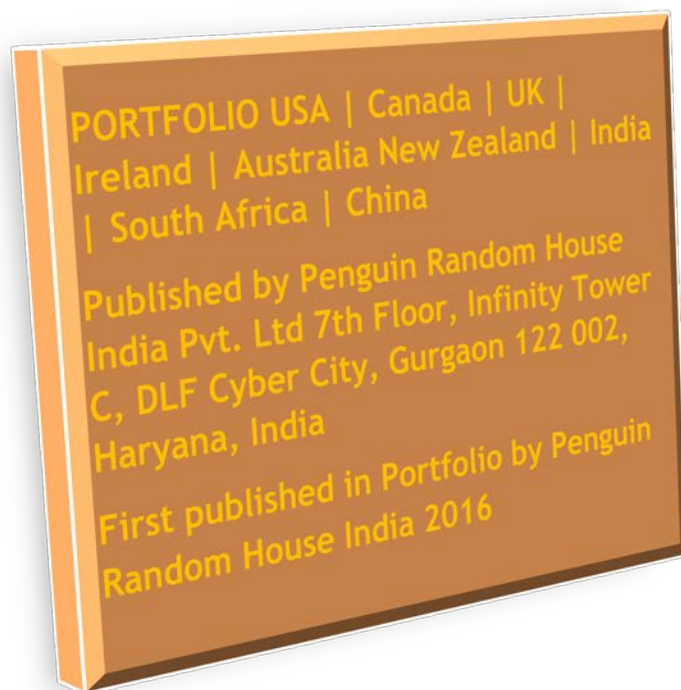 PORTFOLIO USA | Canada | UK |
Ireland | Australia New Zealand | India
| South Africa | China
Published by Penguin Random House
India Pvt. Ltd 7th Floor, Infinity Tower
C, DLF Cyber City, Gurgaon 122 002,
Haryana, India
First published in Portfolio by Penguin
Random House India 2016